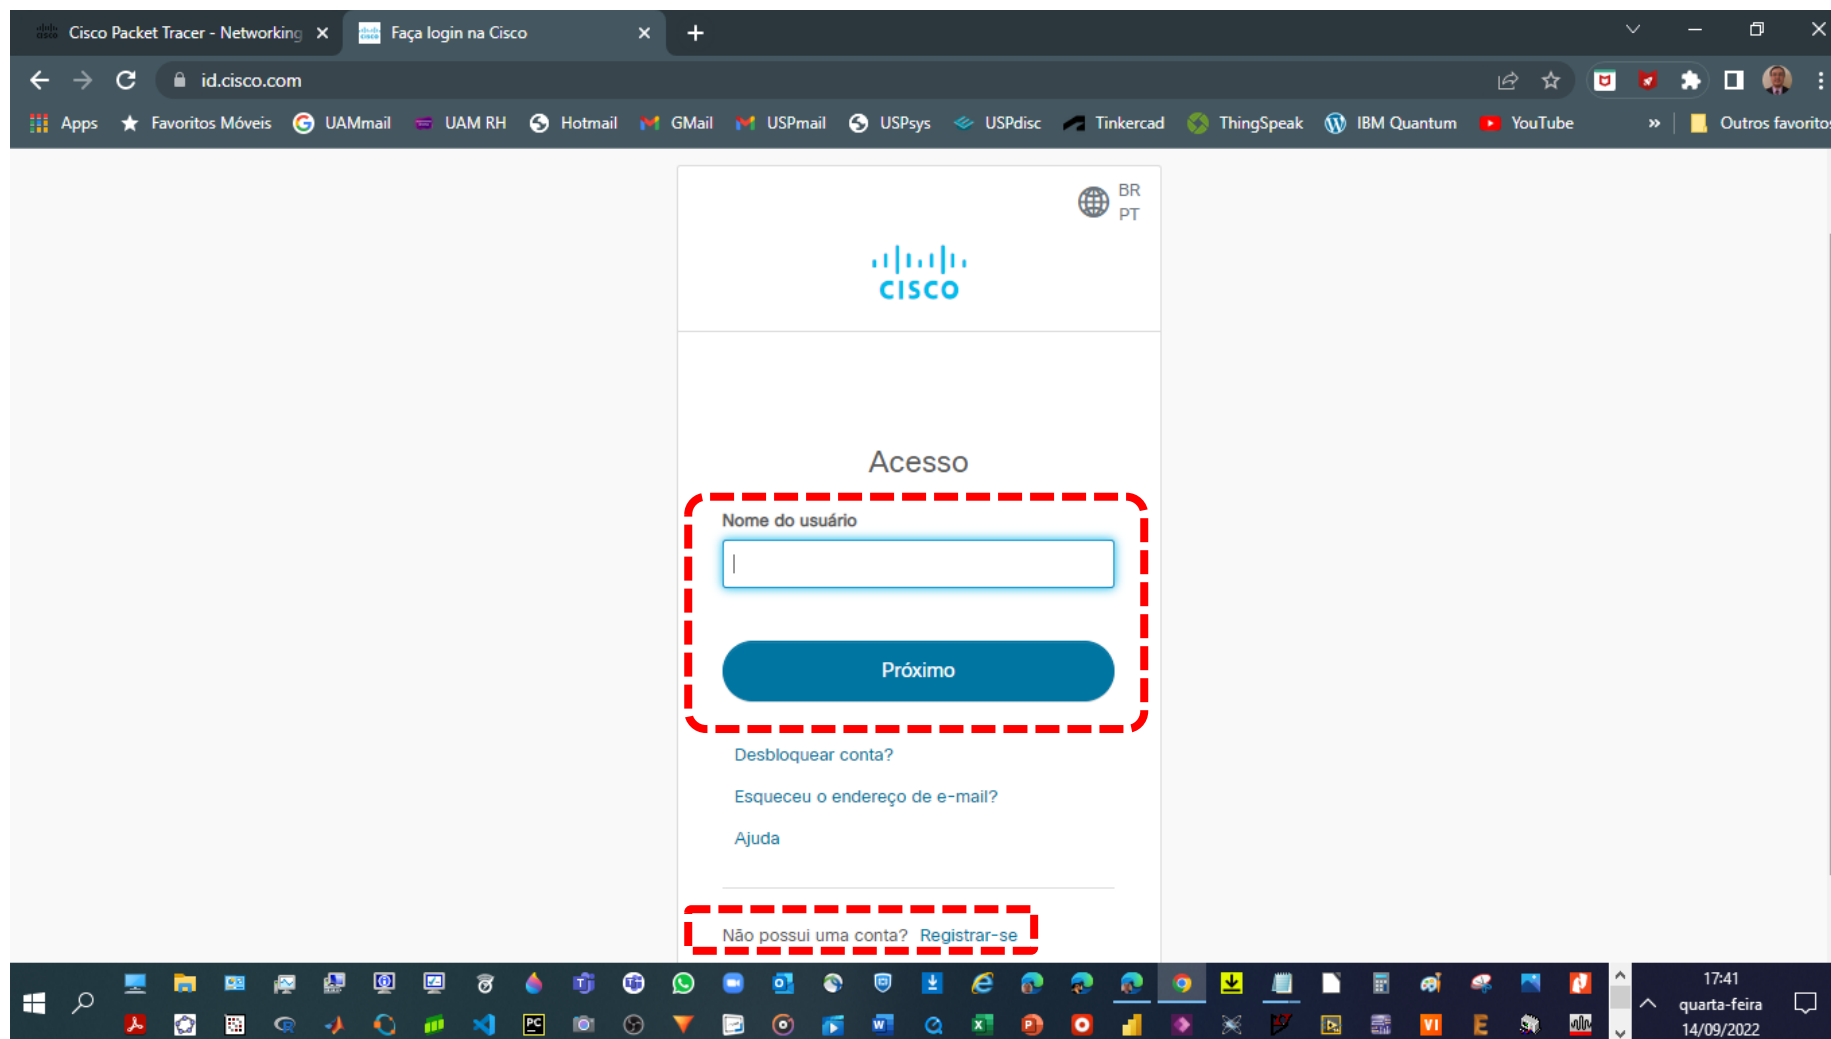 Cisco Packet Tracer - Networking
Faça login na Cisco
id.cisco.com
Apps Favoritos Móveis UAMmail UAM RH Hotmail GMail USPmail USPsys USPdisc Tinkercad ThingSpeak IBM Quantum YouTube » Outros favoritos
BR
PT
CISCO
Acesso
Nome do usuário
Próximo
Desbloquear conta?
Esqueceu o endereço de e-mail?
Ajuda
Não possui uma conta? Registrar-se
17:41
quarta-feira
14/09/2022